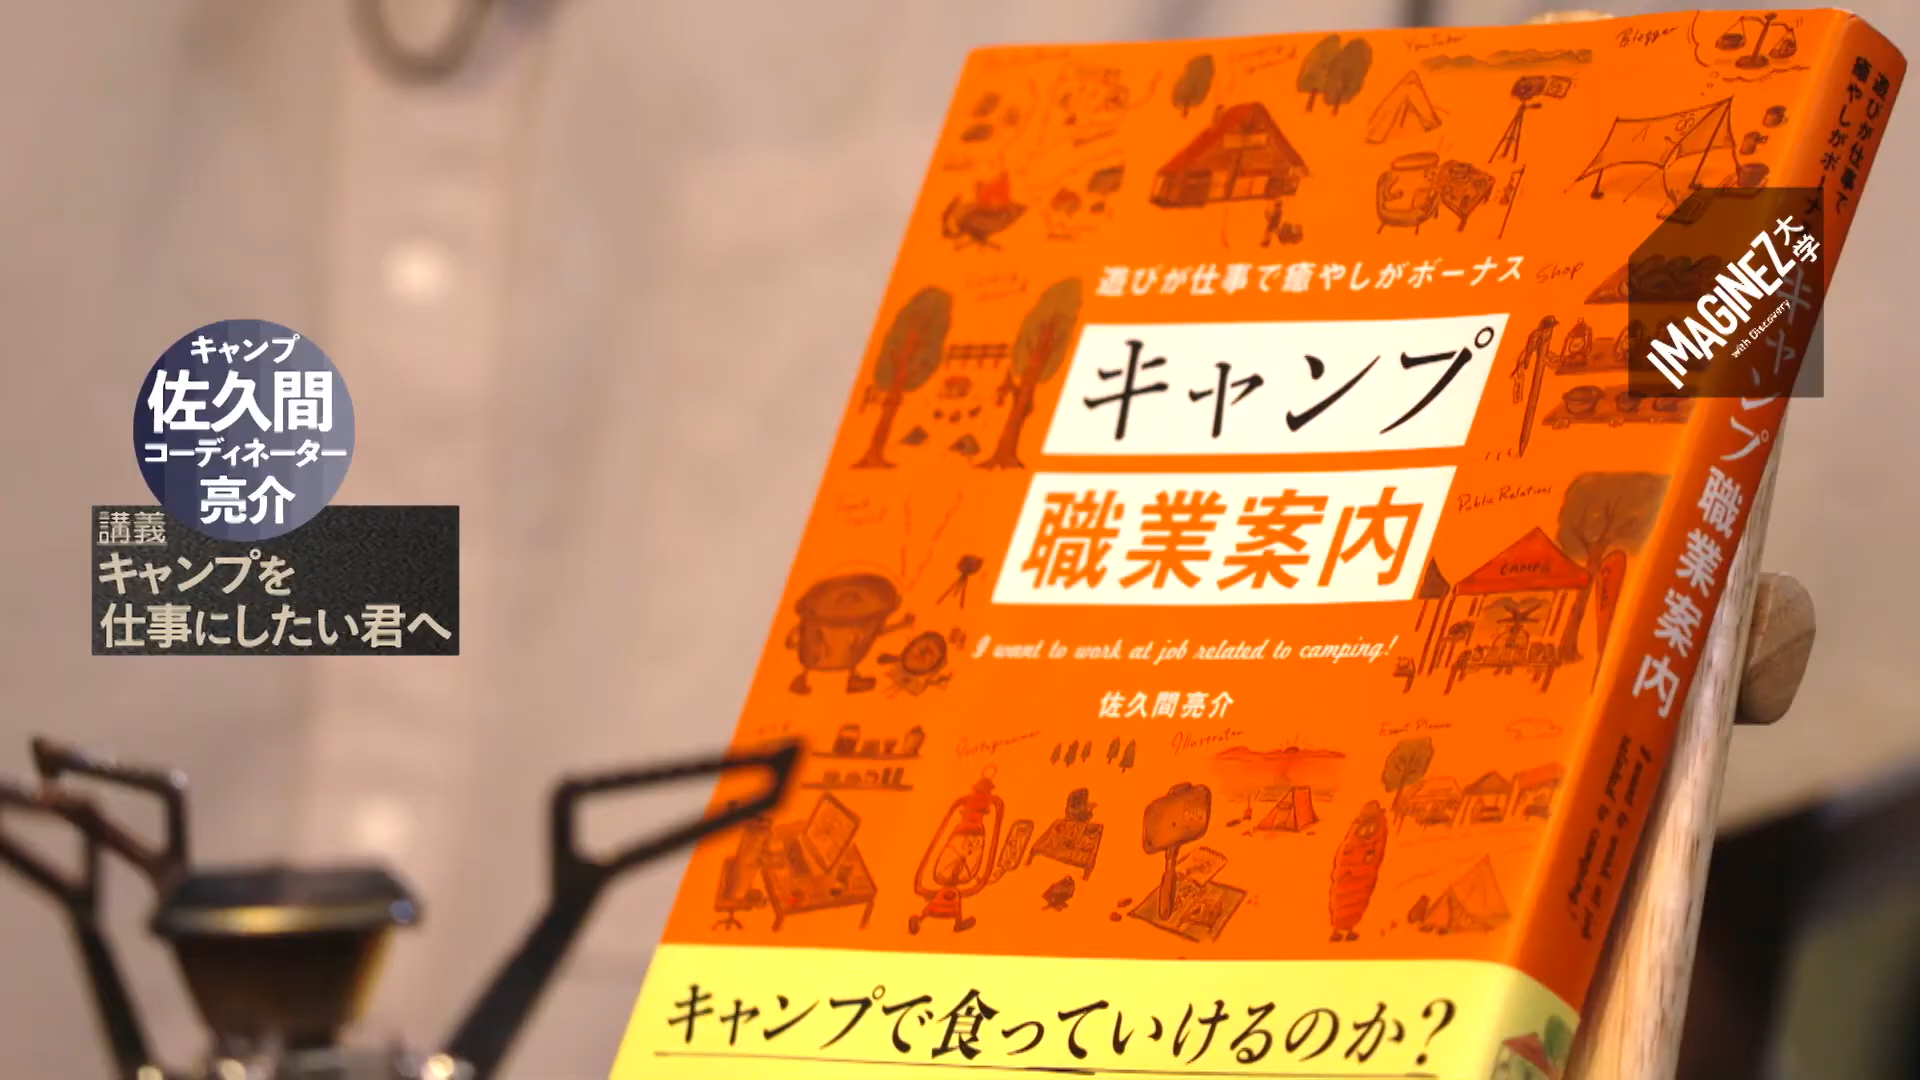 キャンプ
佐久間
コーディネーター
亮介
講義
キャンプを
仕事にしたい君へ
YouTuber
Blogger
遊びが仕事で癒やしがボーナス
Shop
キャンプ
職業案内
Public Relations
I want to work at job related to camping!
佐久間亮介
Instagrammer
Illustrator
Event Planner
CAMP
キャンプで食っていけるのか?
遊びが仕事で
癒やしがボーナス
キャンプ職業案内
IMAGINEZ大学
with Discovery